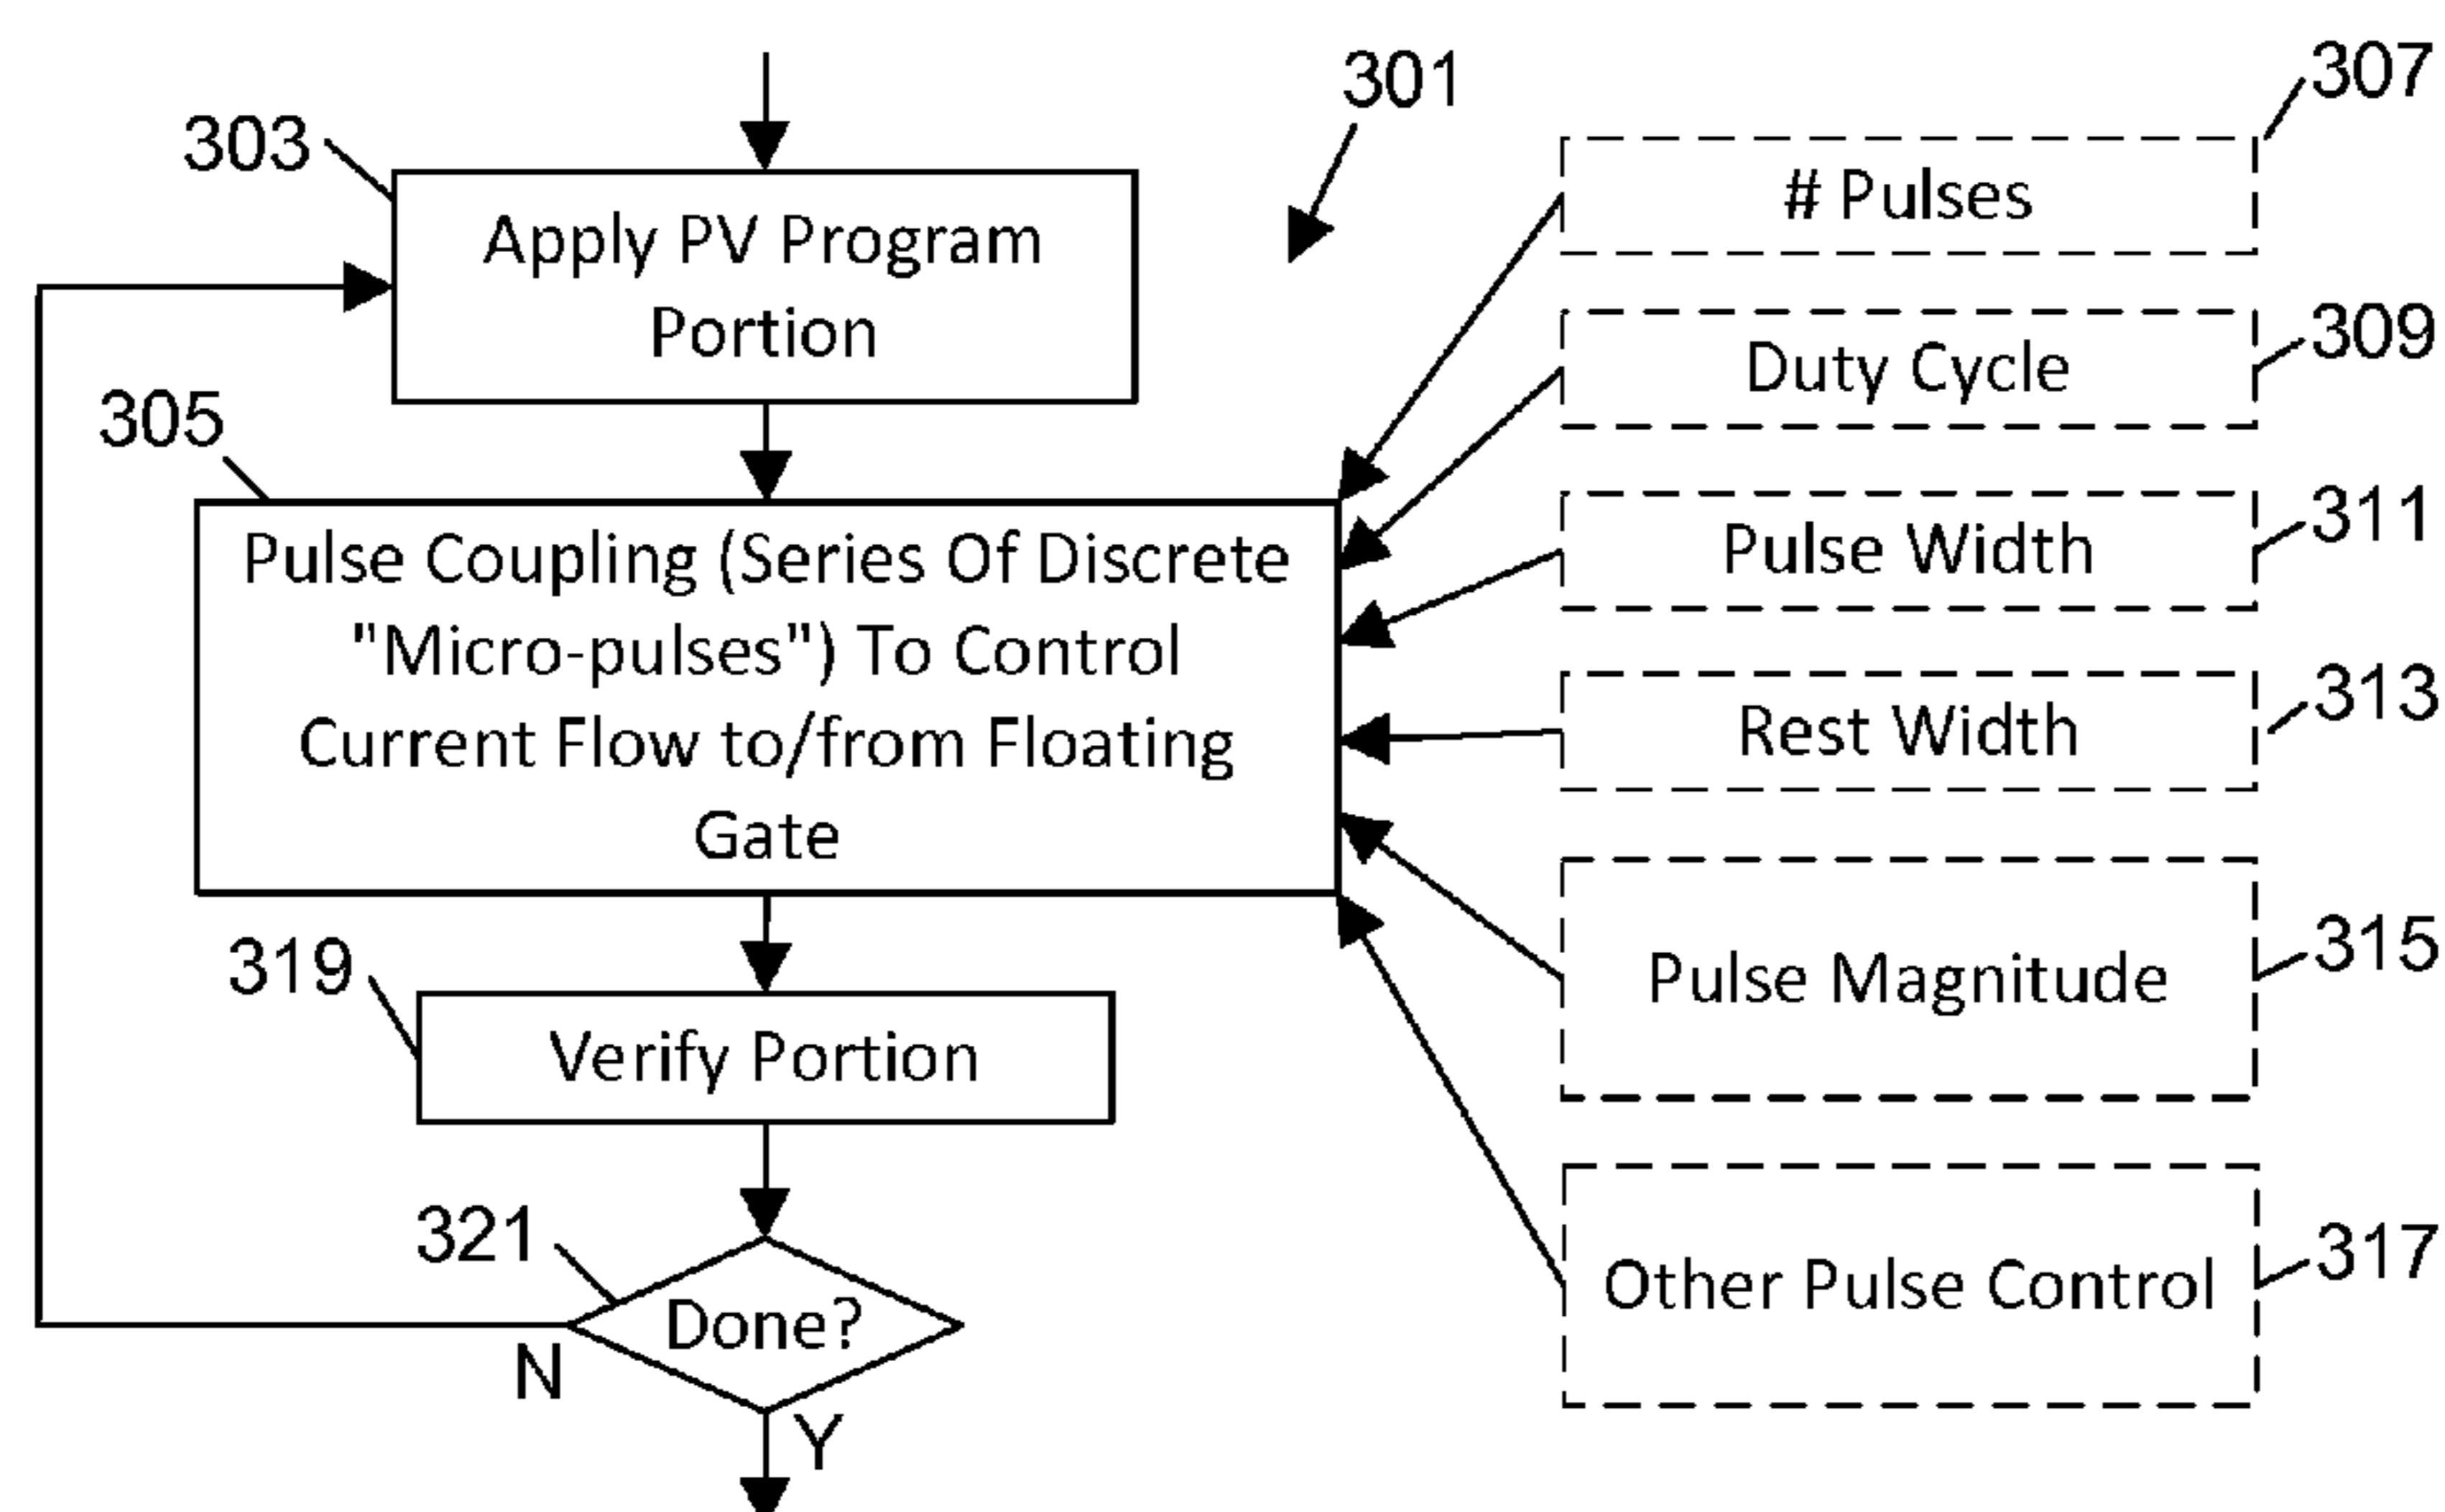 301
303
Apply PV Program
Portion
305
Pulse Coupling (Series Of Discrete
"Micro-pulses") To Control
Current Flow to/from Floating
Gate
319
Verify Portion
321
Done?
N
Y
307
# Pulses
309
Duty Cycle
311
Pulse Width
313
Rest Width
315
Pulse Magnitude
317
Other Pulse Control